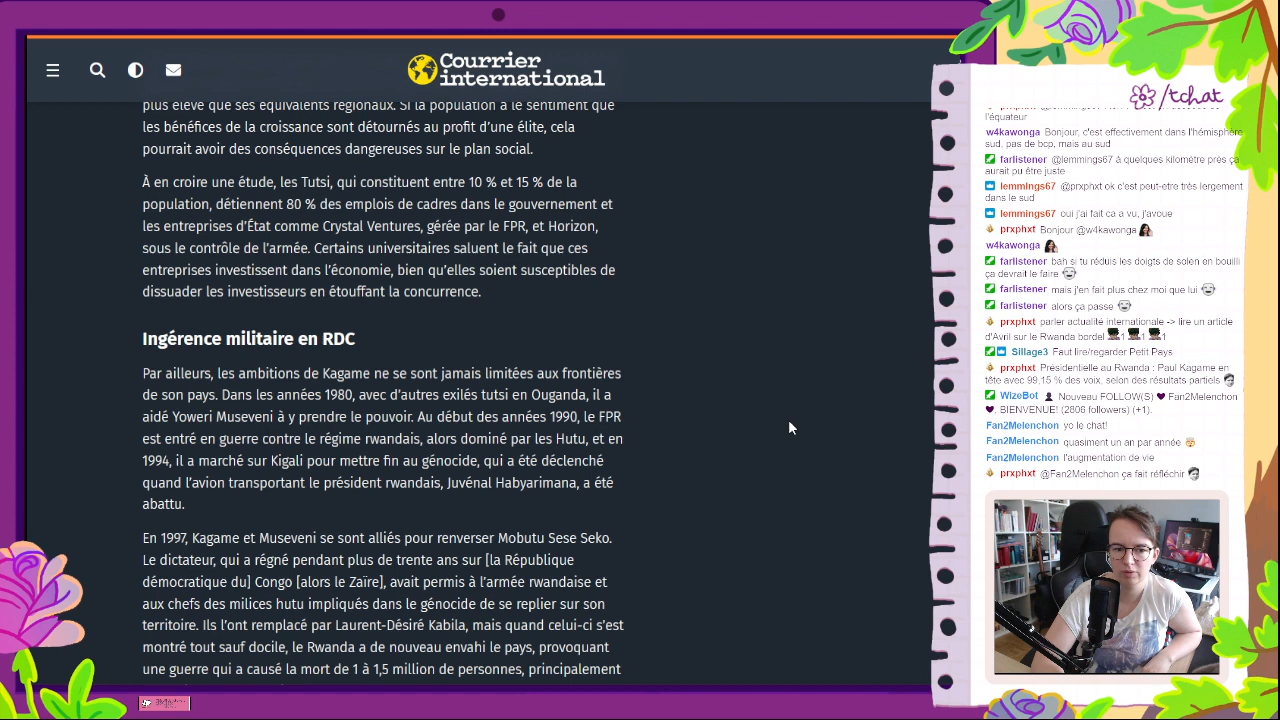 Courrier
international
plus élevé que ses équivalents régionaux. Si la population a le sentiment que
les bénéfices de la croissance sont détournés au profit d'une élite, cela
pourrait avoir des conséquences dangereuses sur le plan social.
À en croire une étude, les Tutsi, qui constituent entre 10 % et 15 % de la
population, détiennent 80 % des emplois de cadres dans le gouvernement et
les entreprises d'État comme Crystal Ventures, gérée par le FPR, et Horizon,
sous le contrôle de l'armée. Certains universitaires saluent le fait que ces
entreprises investissent dans l'économie, bien qu'elles soient susceptibles de
dissuader les investisseurs en étouffant la concurrence.
Ingérence militaire en RDC
Par ailleurs, les ambitions de Kagame ne se sont jamais limitées aux frontières
de son pays. Dans les années 1980, avec d'autres exilés tutsi en Ouganda, il a
aidé Yoweri Museveni à y prendre le pouvoir. Au début des années 1990, le FPR
est entré en guerre contre le régime rwandais, alors dominé par les Hutu, et en
1994, il a marché sur Kigali pour mettre fin au génocide, qui a été déclenché
quand l'avion transportant le président rwandais, Juvénal Habyarimana, a été
abattu.
En 1997, Kagame et Museveni se sont alliés pour renverser Mobutu Sese Seko.
Le dictateur, qui a régné pendant plus de trente ans sur [la République
démocratique du] Congo [alors le Zaïre], avait permis à l'armée rwandaise et
aux chefs des milices hutu impliqués dans le génocide de se replier sur son
territoire. Ils l'ont remplacé par Laurent-Désiré Kabila, mais quand celui-ci s'est
montré tout sauf docile, le Rwanda a de nouveau envahi le pays, provoquant
une guerre qui a causé la mort de 1 à 1,5 million de personnes, principalement
/tchat
l'équateur
w4kawonga Bonjour, c'est effectivement dans l'hémisphère
sud. pas de bcp, mais au sud
farlistener @lemmings67 à quelques kilomètre près ça
aurait pu être juste
lemmings67 @prxphxt ok c'est peut-etre très lergement
dans le sud
lemmings67 oui j'ai fait ca a vu, j'avoue
prxphxt Bonjour @w4kawonga
w4kawonga
farlistener bah si tu réduis les doigts de solen en bouilli
ça devrait le faire
farlistener mais j'en fait plus chez moi que lui
farlistener alors ça passe
prxphxt parler actualité internationale -> lire un article
d'Avril sur le Rwanda bordel 1 1 1
Sillage3 Faut lire/regarder Petit Pays
prxphxt Présidentielle au Rwanda : Paul Kagame en
tête avec 99,15 % des voix, selon des résultats partiels
WizeBot Nouveau FOLLOW(S) Fan2Melenchon
, BIENVENUE! (2806 followers) (+1).
Fan2Melenchon yo le chat!
Fan2Melenchon quasiment un an par année
Fan2Melenchon l'augmentation de vie
prxphxt @Fan2Melenchon ça fait réfléchir